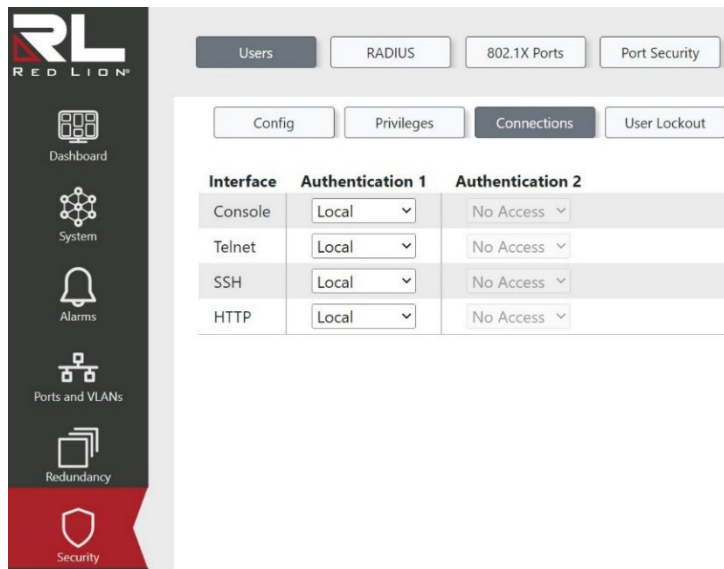 RL
RED LION®
Users RADIUS 802.1X Ports Port Security
Config Privileges Connections User Lockout
Dashboard
System
Alarms
Ports and VLANs
Redundancy
Security
Interface Authentication 1 Authentication 2
Console Local No Access
Telnet Local No Access
SSH Local No Access
HTTP Local No Access